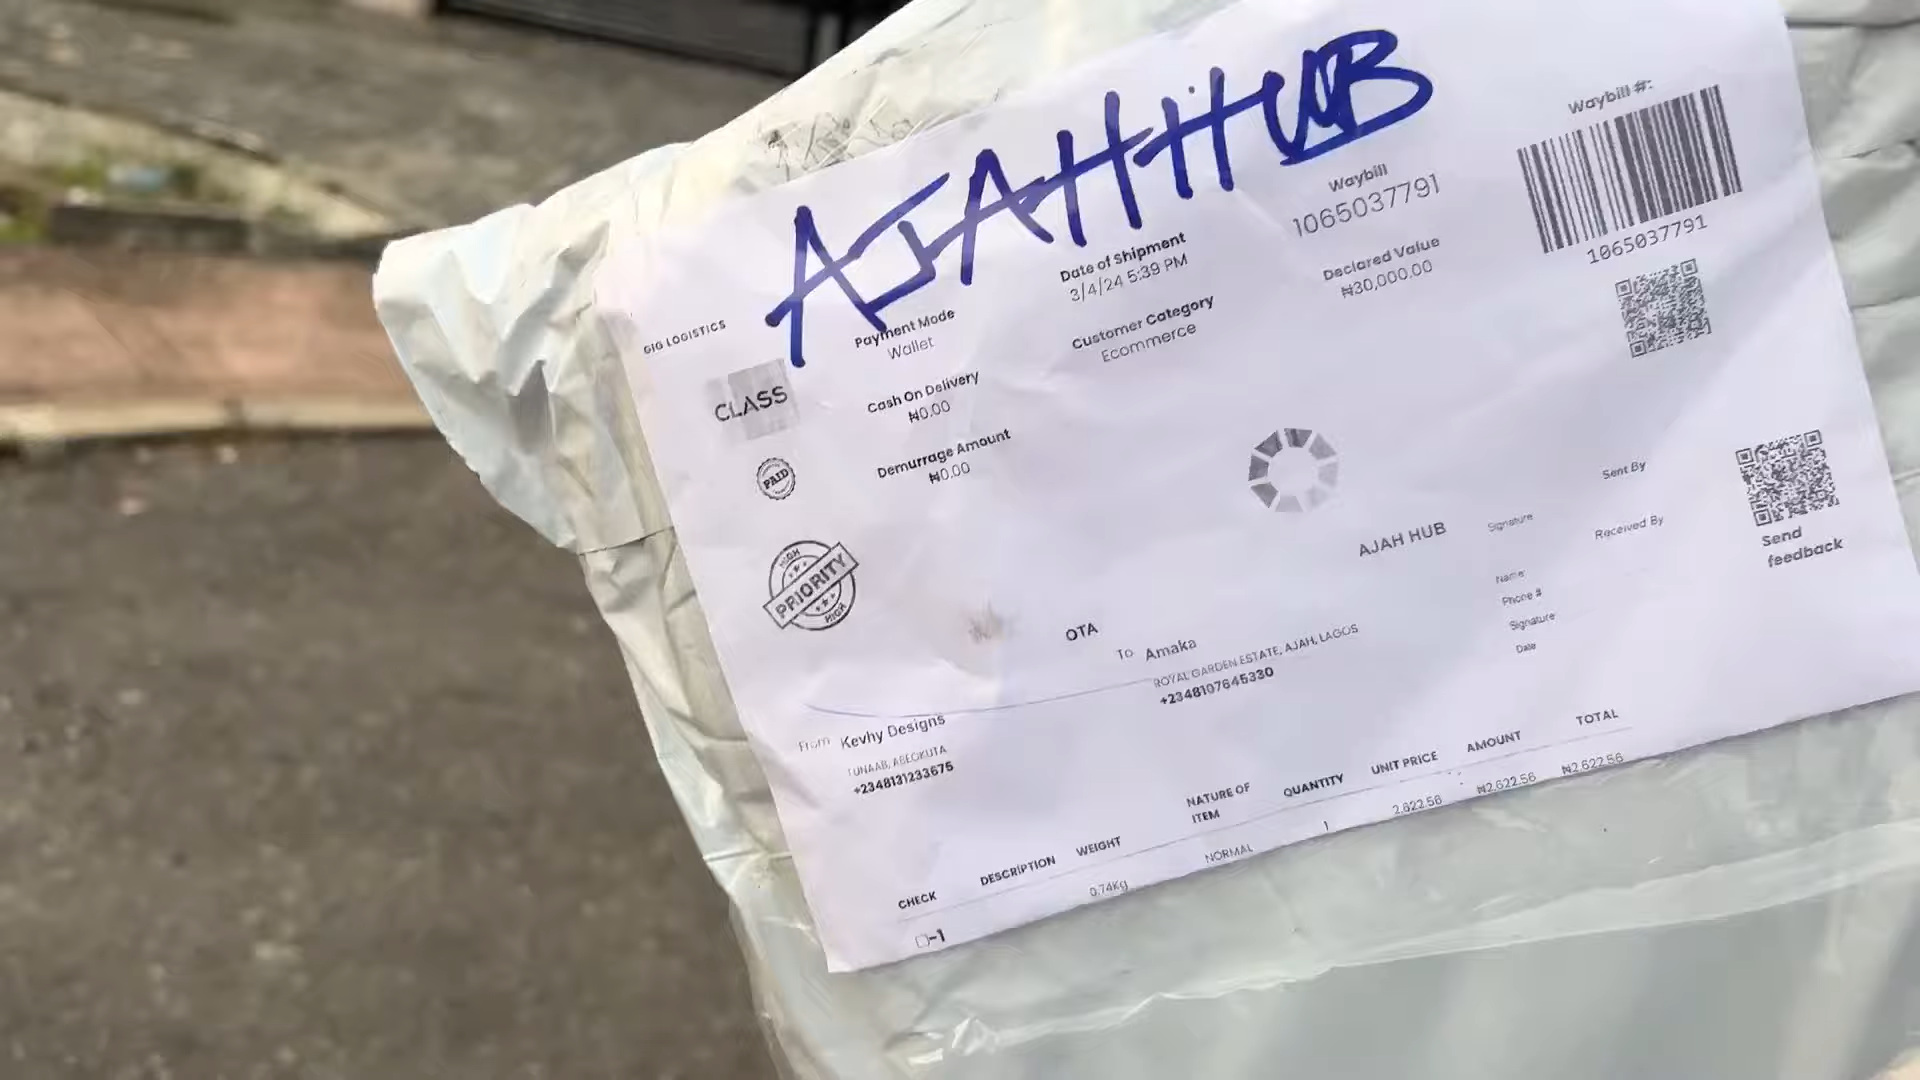 AJAH HUB
Waybill #:
1065037791
Waybill
1065037791
Date of Shipment
3/4/24 5:39 PM
Declared Value
₦30,000.00
GIG LOGISTICS
Payment Mode
Wallet
Customer Category
Ecommerce
CLASS
Cash On Delivery
₦0.00
PAID
Demurrage Amount
₦0.00
HIGH
PRIORITY
HIGH
AJAH HUB
Signature
Sent By
Received By
Send
feedback
Name
Phone #
Signature
Date
OTA
To Amaka
ROYAL GARDEN ESTATE, AJAH, LAGOS
+2348107645330
From Kevhy Designs
FUNAAB, ABEOKUTA
+2348131233675
CHECK DESCRIPTION WEIGHT NATURE OF ITEM QUANTITY UNIT PRICE AMOUNT TOTAL
□-1 0.74Kg NORMAL 1 2,622.56 ₦2,622.56 ₦2,622.56